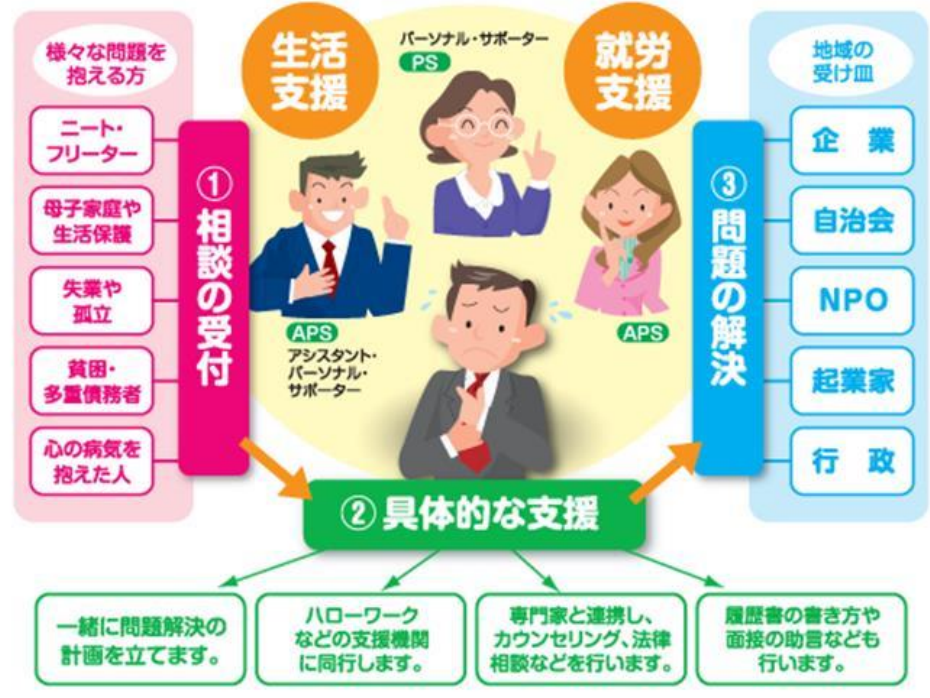 様々な問題を
抱える方
ニート・
フリーター
母子家庭や
生活保護
失業や
孤立
貧困・
多重債務者
心の病気を
抱えた人
①相談の受付
生活
支援
パーソナル・サポーター
PS
就労
支援
APS
アシスタント・
パーソナル・
サポーター
APS
③問題の解決
地域の
受け皿
企業
自治会
NPO
起業家
行政
②具体的な支援
一緒に問題解決の
計画を立てます。
ハローワーク
などの支援機関
に同行します。
専門家と連携し、
カウンセリング、法律
相談などを行います。
履歴書の書き方や
面接の助言なども
行います。